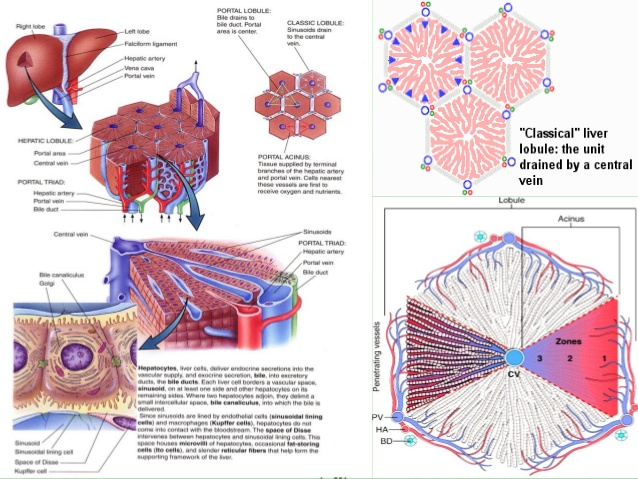 PORTAL LOBULE:
Bile drains to
bile duct. Portal
area is center.
CLASSIC LOBULE:
Sinusoids drain
to the central
vein.
Right lobe
Left lobe
Falciform ligament
Hepatic artery
Vena cava
Portal vein
HEPATIC LOBULE:
Portal area
Central vein
PORTAL TRIAD:
Hepatic artery
Portal vein
Bile duct
PORTAL ACINUS:
Tissue supplied by terminal
branches of the hepatic artery
and portal vein. Cells nearest
these vessels are first to
receive oxygen and nutrients.
Central vein
Sinusoids
PORTAL TRIAD:
Hepatic artery
Portal vein
Bile duct
Bile canaliculus
Golgi
Sinusoid
Sinusoidal lining cell
Space of Disse
Kupffer cell
Hepatocytes, liver cells, deliver endocrine secretions into the
vascular supply, and exocrine secretion, bile, into excretory
ducts, the bile ducts. Each liver cell borders a vascular space,
sinusoid, on at least one side and other hepatocytes on its
remaining sides. Where two hepatocytes adjoin, they delimit a
small intercellular space, bile canaliculus, into which the bile is
delivered.
Since sinusoids are lined by endothelial cells (sinusoidal lining
cells) and macrophages (Kupffer cells), hepatocytes do not
come into contact with the bloodstream. The space of Disse
intervenes between hepatocytes and sinusoidal lining cells. This
space houses microvilli of hepatocytes, occasional fat-storing
cells (Ito cells), and slender reticular fibers that help form the
supporting framework of the liver.
"Classical" liver
lobule: the unit
drained by a central
vein
Lobule
Acinus
Zones
3 2 1
CV
Penetrating vessels
PV
HA
BD